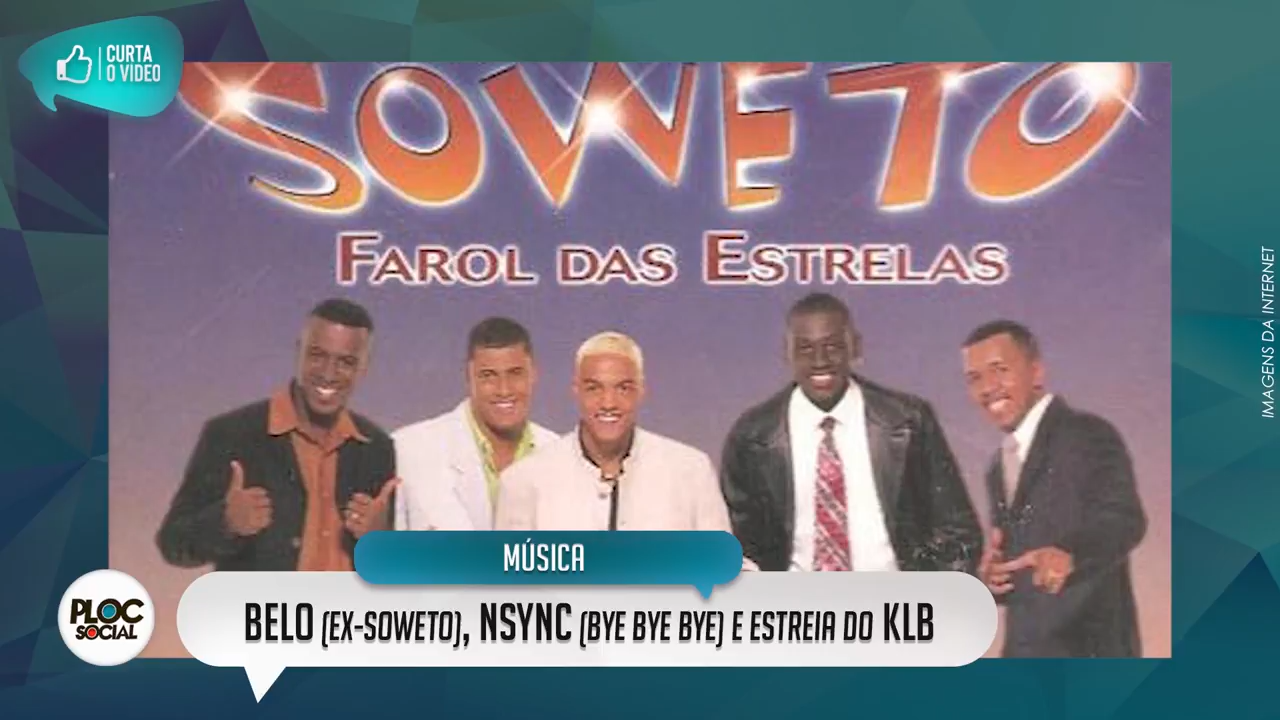 CURTA
O VIDEO
SOWETO
FAROL DAS ESTRELAS
IMAGENS DA INTERNET
MÚSICA
PLOC
SOCIAL
BELO (EX-SOWETO), NSYNC (BYE BYE BYE) E ESTREIA DO KLB